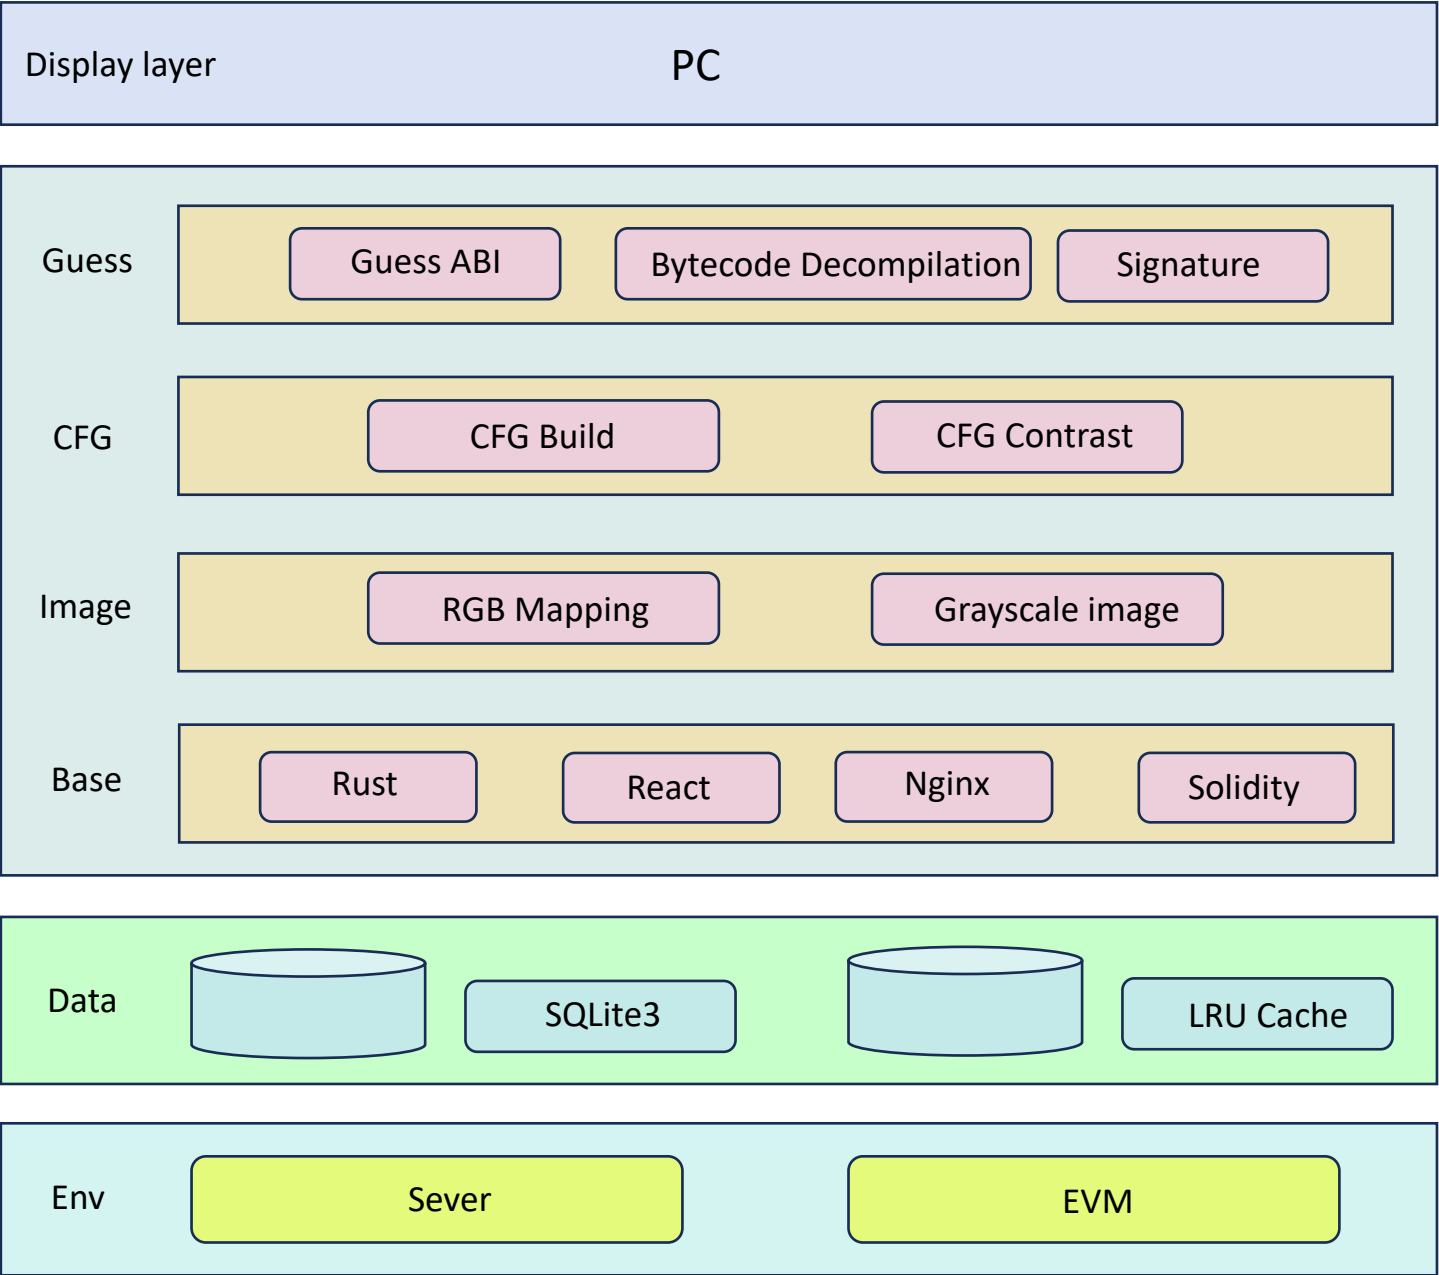 Display layer
PC
Guess
Guess ABI
Bytecode Decompilation
Signature
CFG
CFG Build
CFG Contrast
Image
RGB Mapping
Grayscale image
Base
Rust
React
Nginx
Solidity
Data
SQLite3
LRU Cache
Env
Sever
EVM